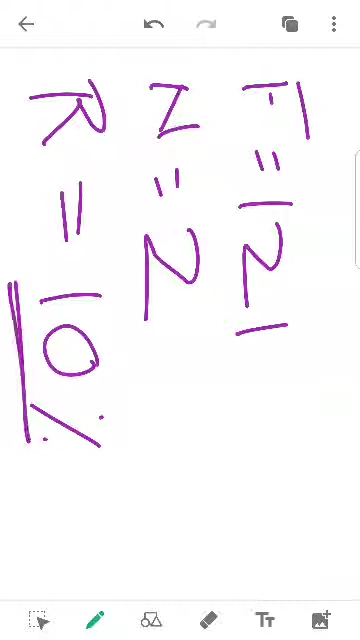 F = 121
N = 2
R = 10%